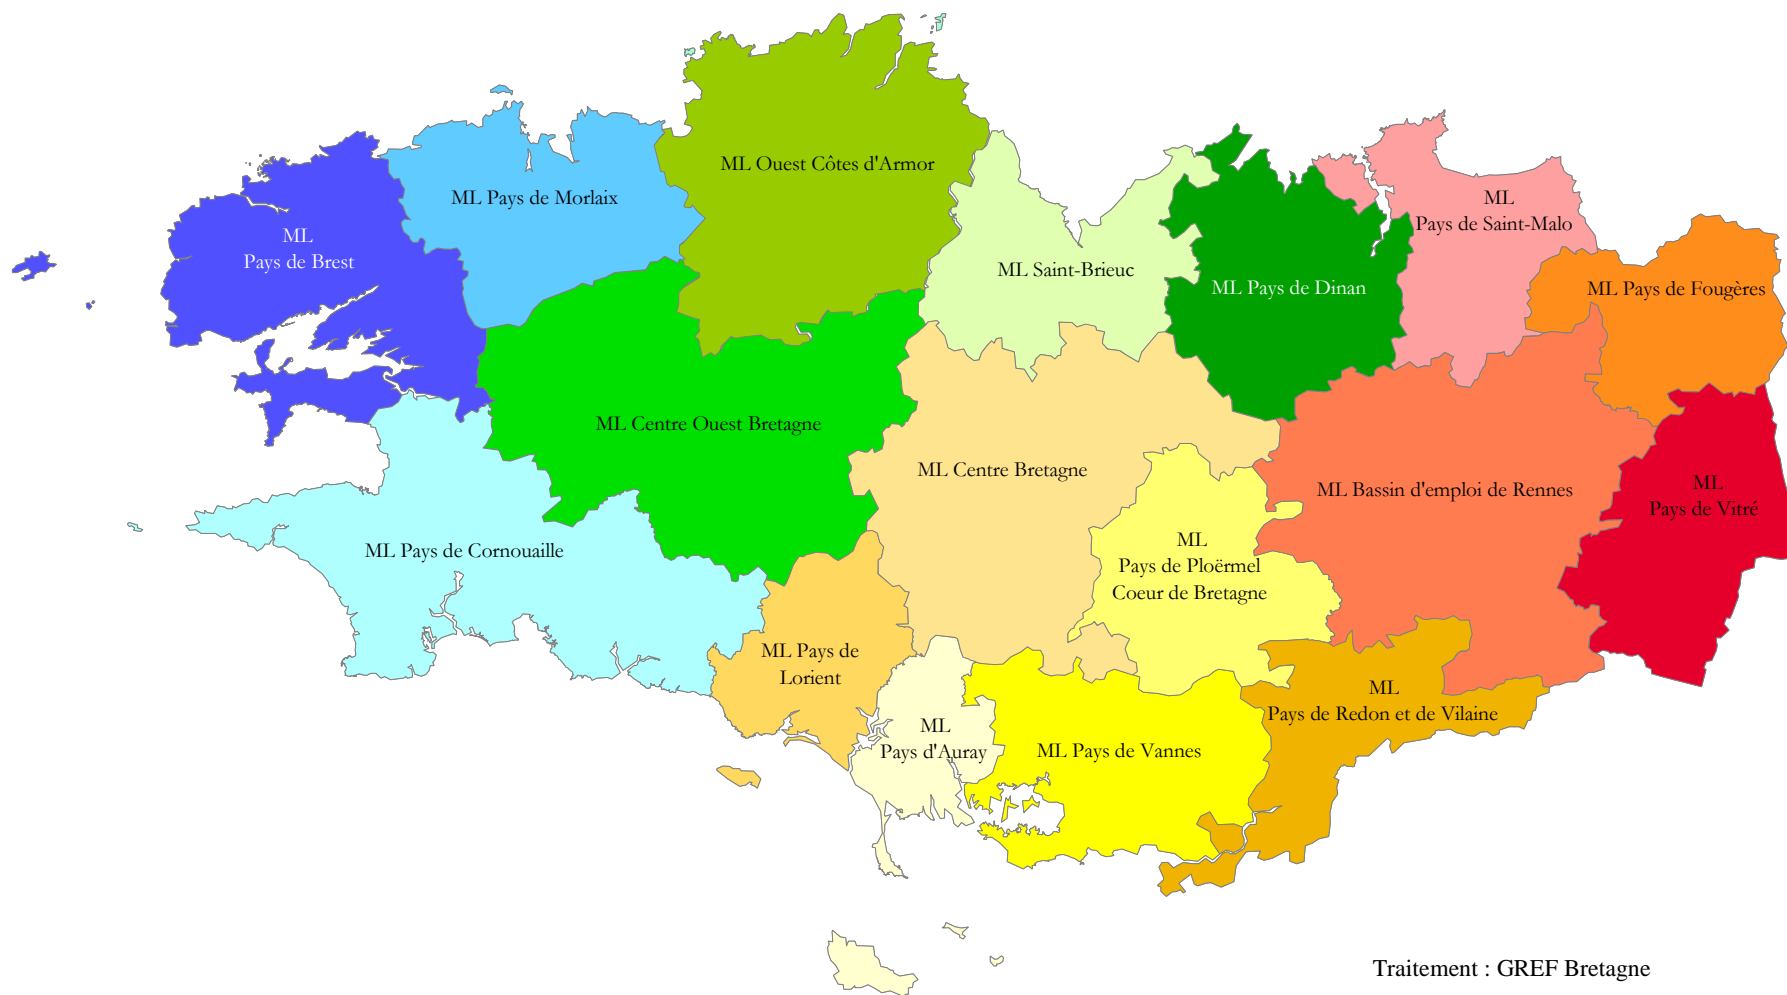 ML Ouest Côtes d'Armor
ML Pays de Morlaix
ML
Pays de Saint-Malo
ML
Pays de Brest
ML Saint-Brieuc
ML Pays de Dinan
ML Pays de Fougères
ML Centre Ouest Bretagne
ML Centre Bretagne
ML Bassin d'emploi de Rennes
ML
Pays de Vitré
ML Pays de Cornouaille
ML
Pays de Ploërmel
Coeur de Bretagne
ML Pays de
Lorient
ML
Pays de Redon et de Vilaine
ML
Pays d'Auray
ML Pays de Vannes
Traitement : GREF Bretagne